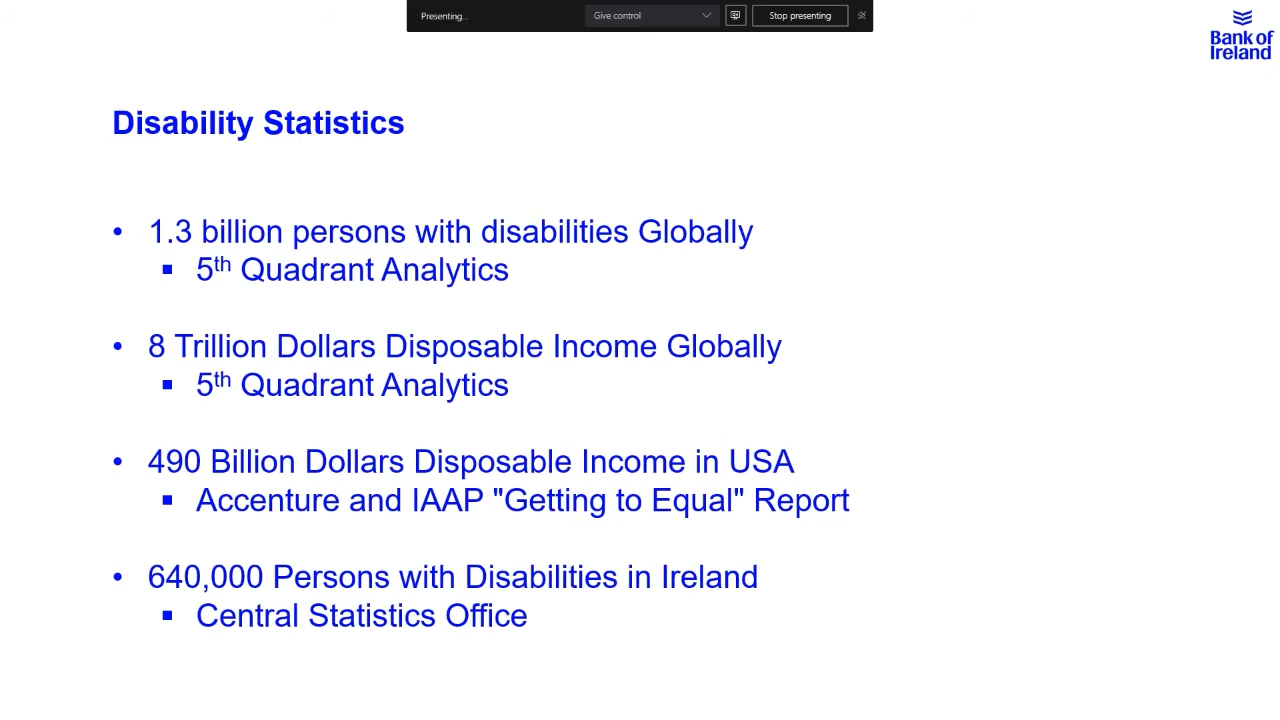 Presenting...
Give control
Stop presenting
Bank of
Ireland
Disability Statistics
• 1.3 billion persons with disabilities Globally
▪ 5th Quadrant Analytics
• 8 Trillion Dollars Disposable Income Globally
▪ 5th Quadrant Analytics
• 490 Billion Dollars Disposable Income in USA
▪ Accenture and IAAP "Getting to Equal" Report
• 640,000 Persons with Disabilities in Ireland
▪ Central Statistics Office